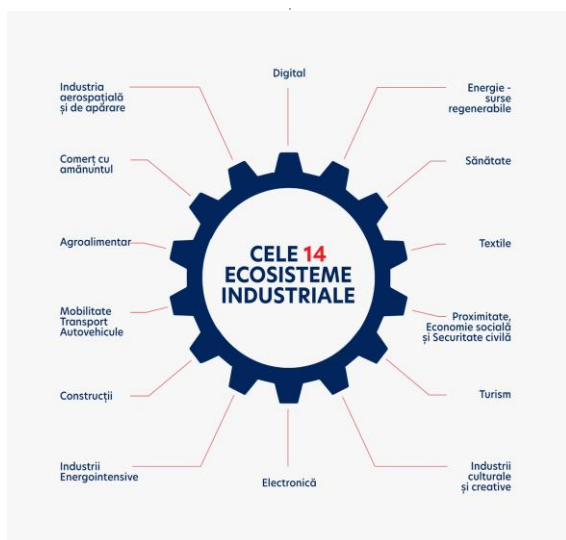 Digital
Industria
aerospațială
și de apărare
Energie -
surse
regenerabile
Comerț cu
amănuntul
Sănătate
Agroalimentar
Textile
CELE 14
ECOSISTEME
INDUSTRIALE
Mobilitate
Transport
Autovehicule
Proximitate,
Economie socială
și Securitate civilă
Construcții
Turism
Industrii
Energointensive
Electronică
Industrii
culturale
și creative